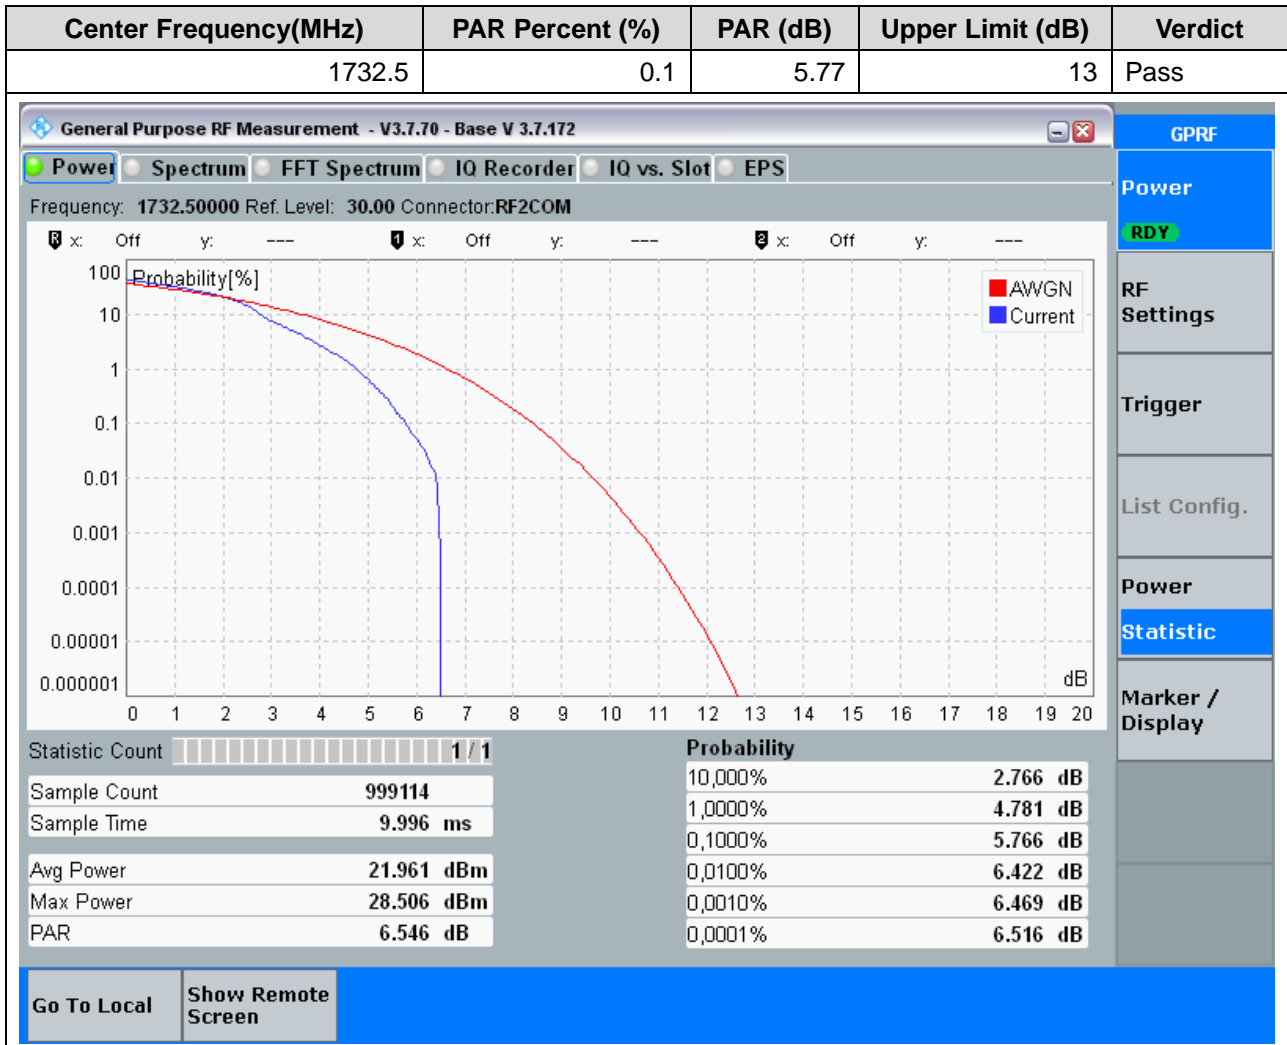 Center Frequency(MHz) PAR Percent (%) PAR (dB) Upper Limit (dB) Verdict
1732.5 0.1 5.77 13 Pass
General Purpose RF Measurement - V3.7.70 - Base V 3.7.172
GPRF
Power Spectrum FFT Spectrum IQ Recorder IQ vs. Slot EPS
Frequency: 1732.50000 Ref. Level: 30.00 Connector:RF2COM
R x: Off y: --- 1 x: Off y: --- 2 x: Off y: ---
Probability[%]
AWGN
Current
100
10
1
0.1
0.01
0.001
0.0001
0.00001
0.000001
dB
0 1 2 3 4 5 6 7 8 9 10 11 12 13 14 15 16 17 18 19 20
Statistic Count 1 / 1
Sample Count 999114
Sample Time 9.996 ms
Avg Power 21.961 dBm
Max Power 28.506 dBm
PAR 6.546 dB
Probability
10,000% 2.766 dB
1,0000% 4.781 dB
0,1000% 5.766 dB
0,0100% 6.422 dB
0,0010% 6.469 dB
0,0001% 6.516 dB
Power
RDY
RF
Settings
Trigger
List Config.
Power
Statistic
Marker /
Display
Go To Local
Show Remote
Screen